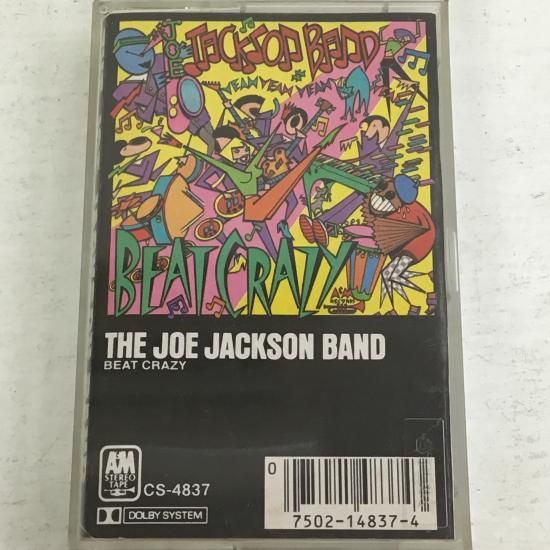 JOE JACKSON BAND
YEAH YEAH YEAH
BEAT CRAZY
THE JOE JACKSON BAND
BEAT CRAZY
A&M
STEREO
TAPE
CS-4837
DOLBY SYSTEM
0
7502-14837-4